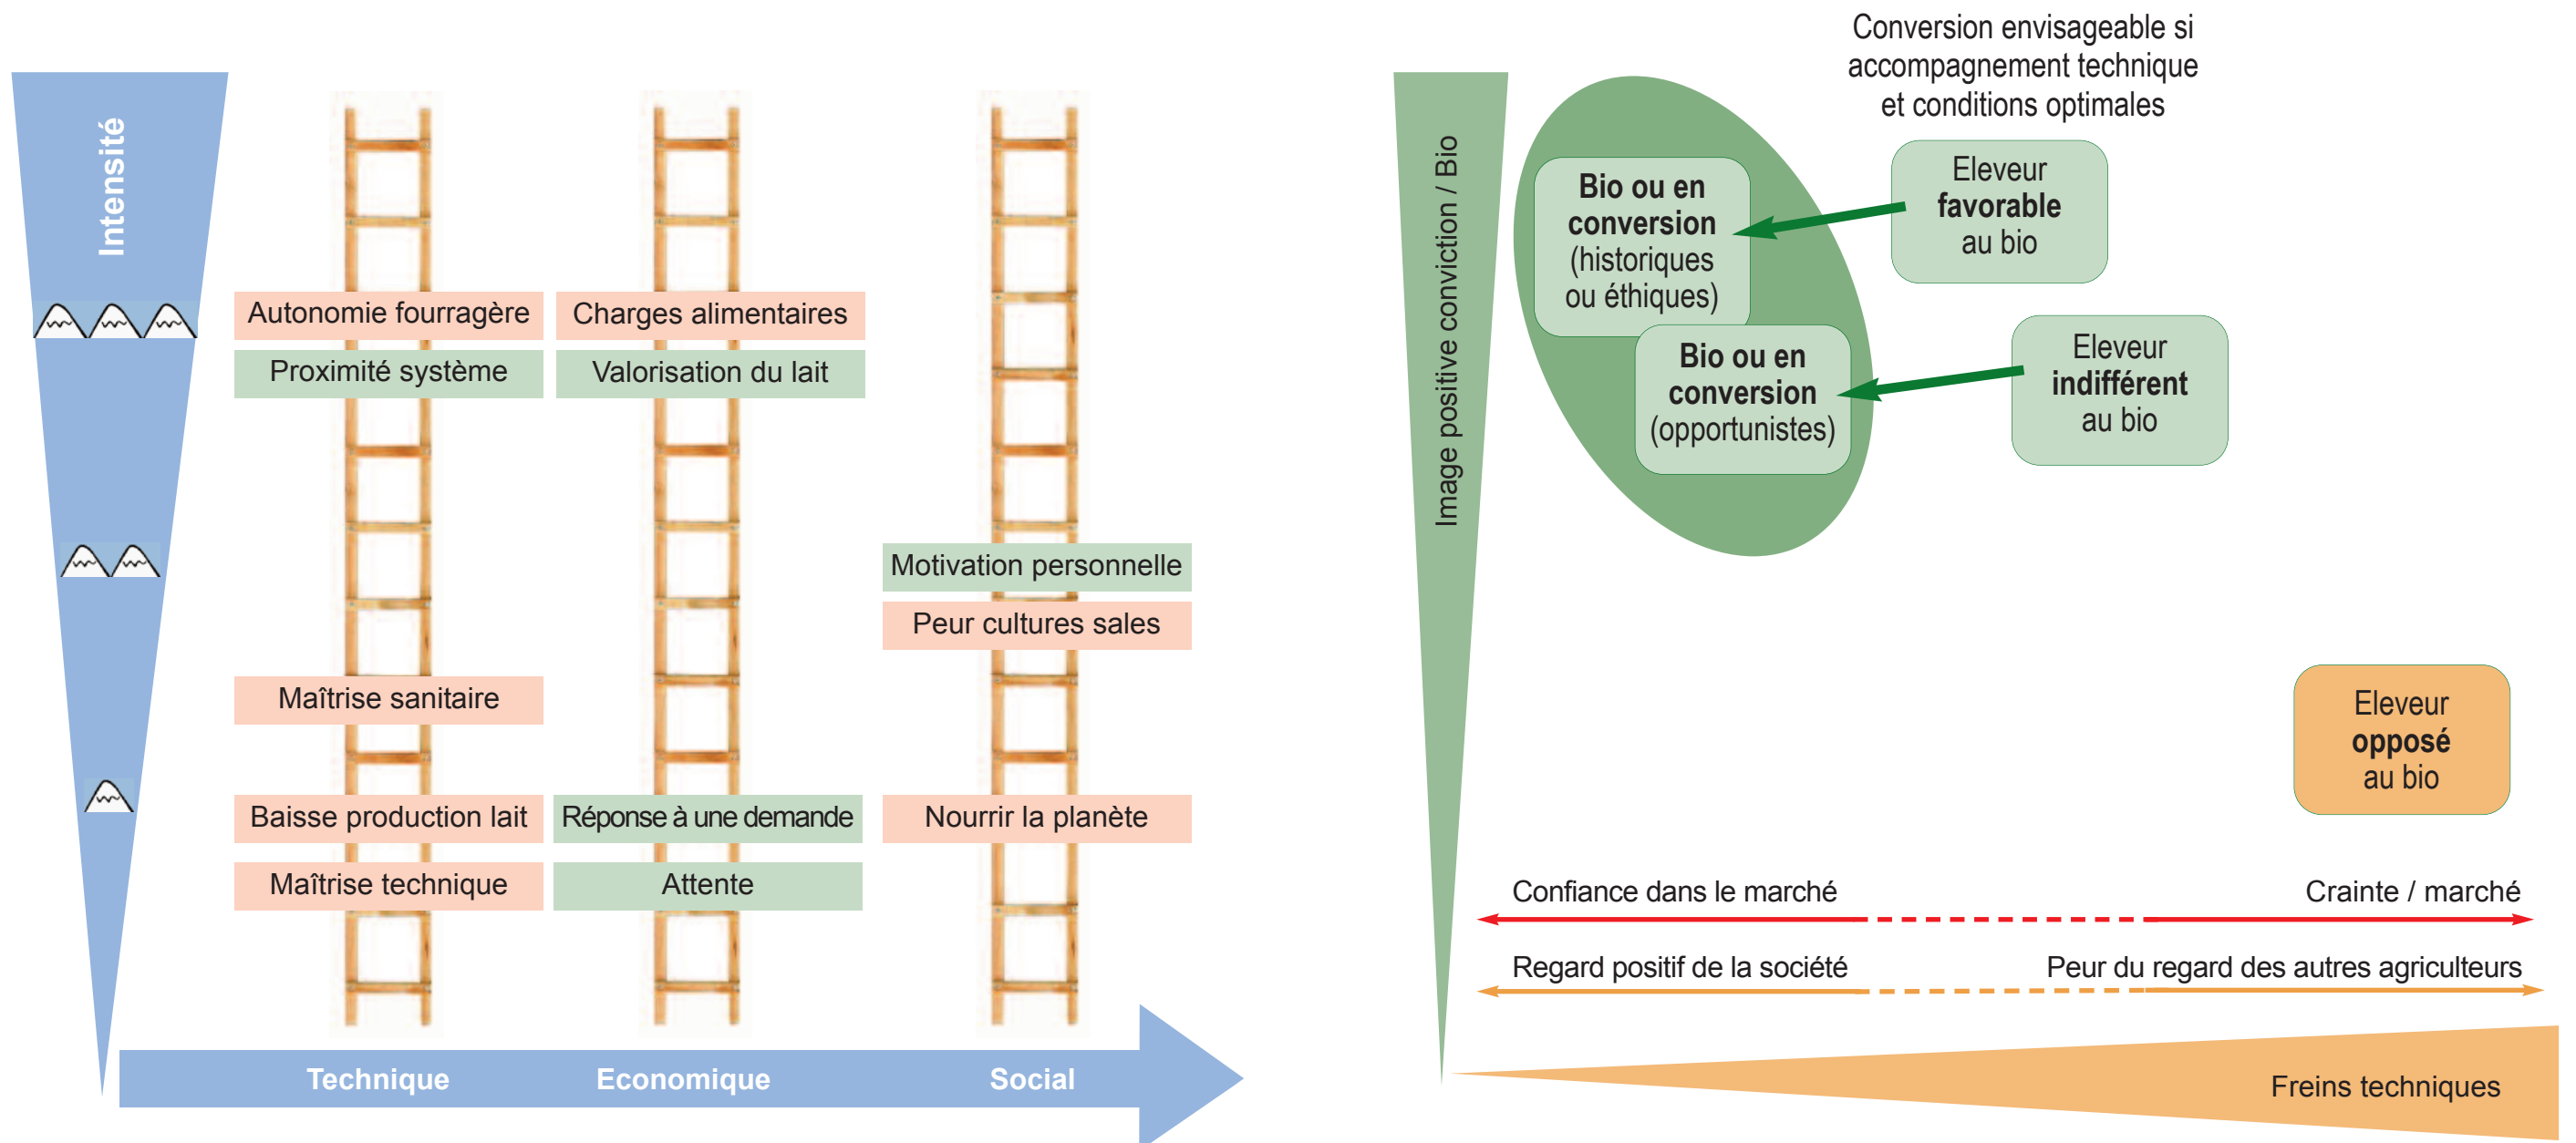 Intensité
Autonomie fourragère
Charges alimentaires
Proximité système
Valorisation du lait
Motivation personnelle
Peur cultures sales
Maîtrise sanitaire
Baisse production lait
Réponse à une demande
Nourrir la planète
Maîtrise technique
Attente
Technique
Economique
Social
Conversion envisageable si
accompagnement technique
et conditions optimales
Image positive conviction / Bio
Bio ou en
conversion
(historiques
ou éthiques)
Eleveur
favorable
au bio
Bio ou en
conversion
(opportunistes)
Eleveur
indifférent
au bio
Eleveur
opposé
au bio
Confiance dans le marché
Crainte / marché
Regard positif de la société
Peur du regard des autres agriculteurs
Freins techniques